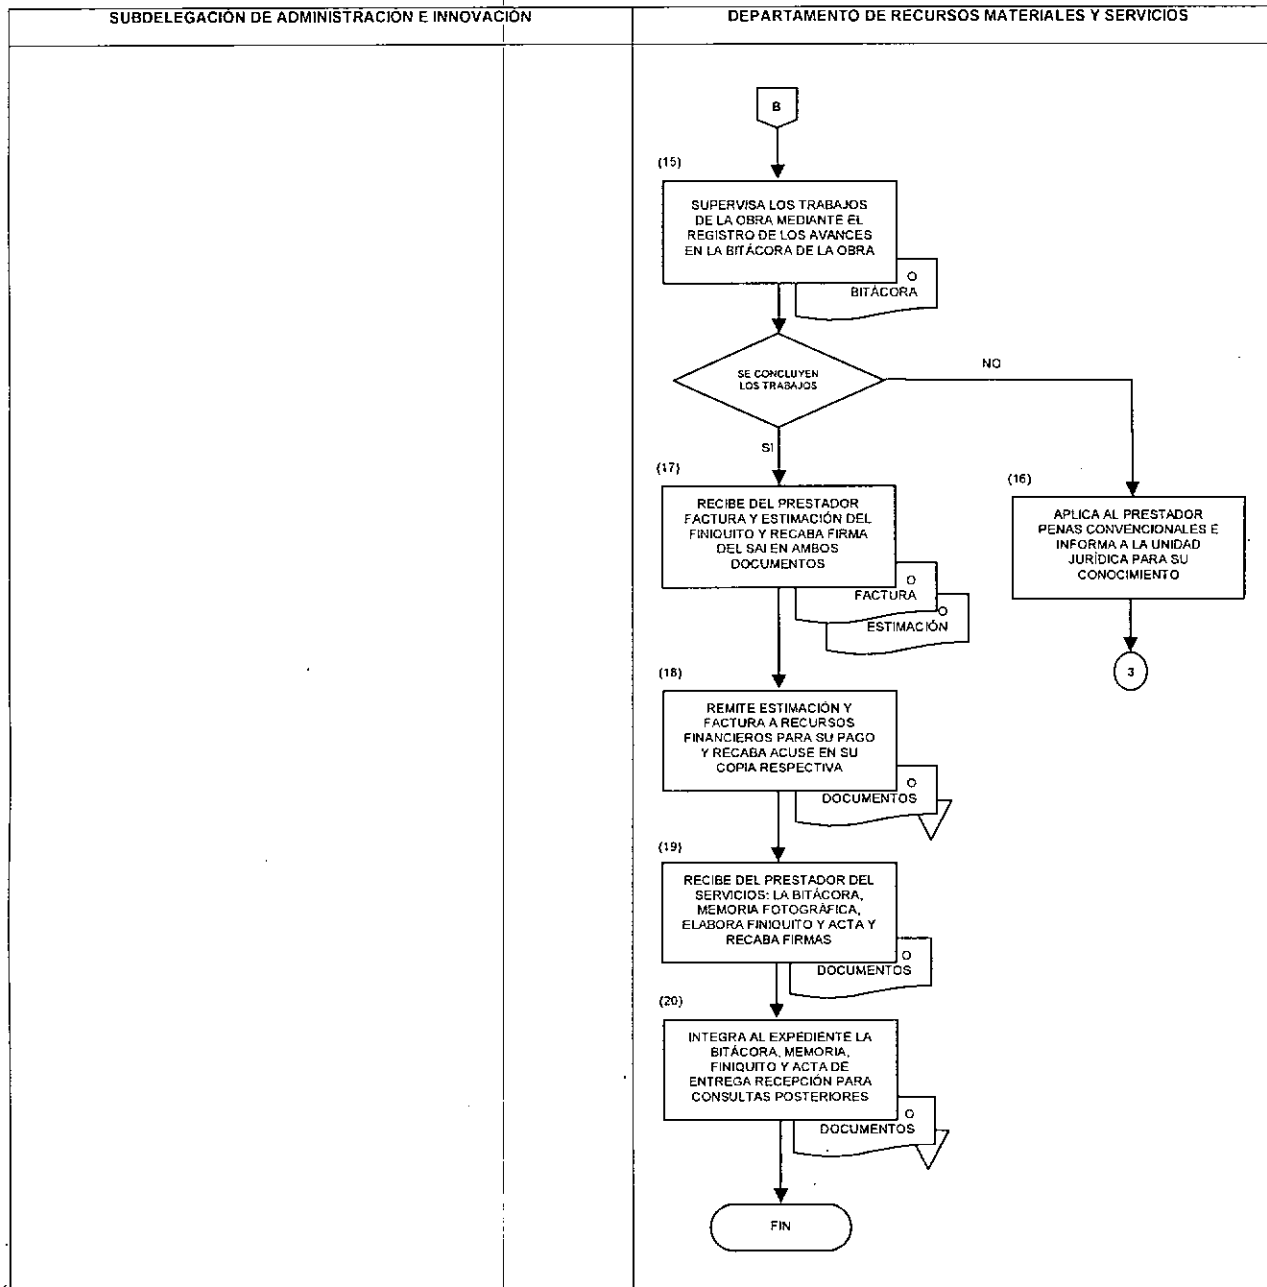 SUBDELEGACIÓN DE ADMINISTRACIÓN E INNOVACIÓN
DEPARTAMENTO DE RECURSOS MATERIALES Y SERVICIOS
B
(15)
SUPERVISA LOS TRABAJOS
DE LA OBRA MEDIANTE EL
REGISTRO DE LOS AVANCES
EN LA BITÁCORA DE LA OBRA
O
BITÁCORA
SE CONCLUYEN
LOS TRABAJOS
NO
SI
(16)
APLICA AL PRESTADOR
PENAS CONVENCIONALES E
INFORMA A LA UNIDAD
JURÍDICA PARA SU
CONOCIMIENTO
3
(17)
RECIBE DEL PRESTADOR
FACTURA Y ESTIMACIÓN DEL
FINIQUITO Y RECABA FIRMA
DEL SAI EN AMBOS
DOCUMENTOS
O
FACTURA
O
ESTIMACIÓN
(18)
REMITE ESTIMACIÓN Y
FACTURA A RECURSOS
FINANCIEROS PARA SU PAGO
Y RECABA ACUSE EN SU
COPIA RESPECTIVA
O
DOCUMENTOS
(19)
RECIBE DEL PRESTADOR DEL
SERVICIOS: LA BITÁCORA,
MEMORIA FOTOGRÁFICA,
ELABORA FINIQUITO Y ACTA Y
RECABA FIRMAS
O
DOCUMENTOS
(20)
INTEGRA AL EXPEDIENTE LA
BITÁCORA, MEMORIA,
FINIQUITO Y ACTA DE
ENTREGA RECEPCIÓN PARA
CONSULTAS POSTERIORES
O
DOCUMENTOS
FIN